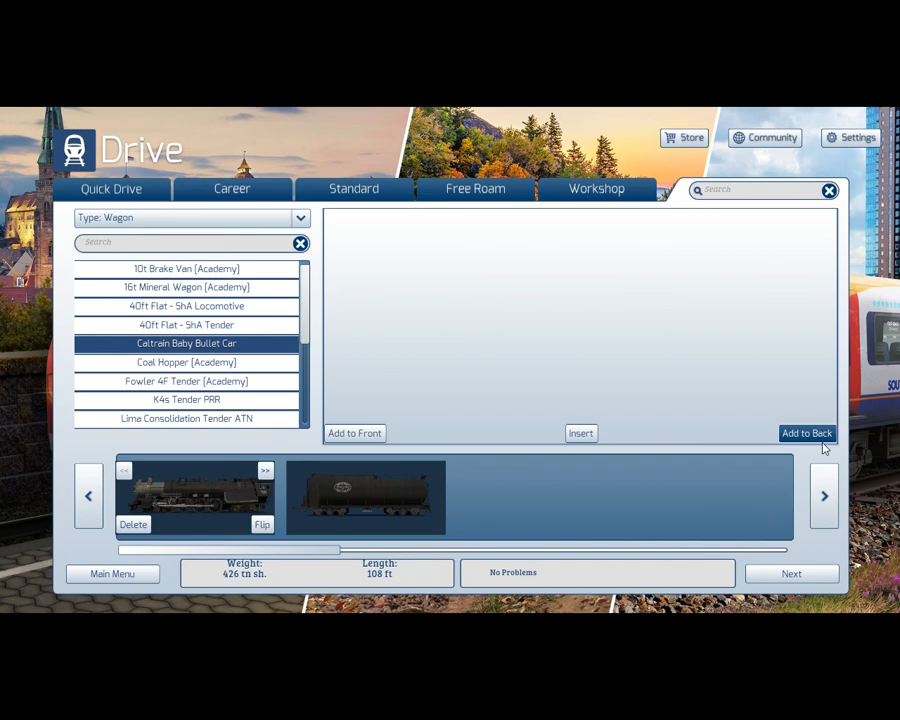 Drive
Store
Community
Settings
Quick Drive
Career
Standard
Free Roam
Workshop
Search
Type: Wagon
Search
10t Brake Van [Academy]
16t Mineral Wagon [Academy]
40ft Flat - ShA Locomotive
40ft Flat - ShA Tender
Caltrain Baby Bullet Car
Coal Hopper [Academy]
Fowler 4F Tender [Academy]
K4s Tender PRR
Lima Consolidation Tender ATN
Add to Front
Insert
Add to Back
<<
>>
Delete
Flip
Main Menu
Weight:
426 tn sh.
Length:
108 ft
No Problems
Next